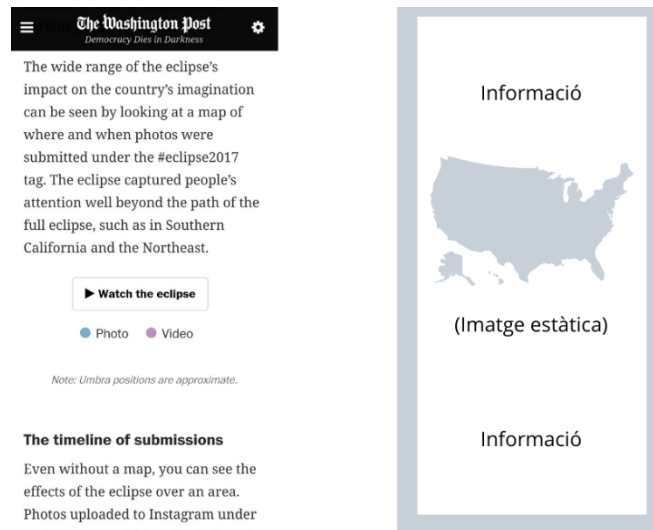 The Washington Post
Democracy Dies in Darkness
The wide range of the eclipse's
impact on the country's imagination
can be seen by looking at a map of
where and when photos were
submitted under the #eclipse2017
tag. The eclipse captured people's
attention well beyond the path of the
full eclipse, such as in Southern
California and the Northeast.
▶ Watch the eclipse
Photo Video
Note: Umbra positions are approximate.
The timeline of submissions
Even without a map, you can see the
effects of the eclipse over an area.
Photos uploaded to Instagram under
Informació
(Imatge estàtica)
Informació